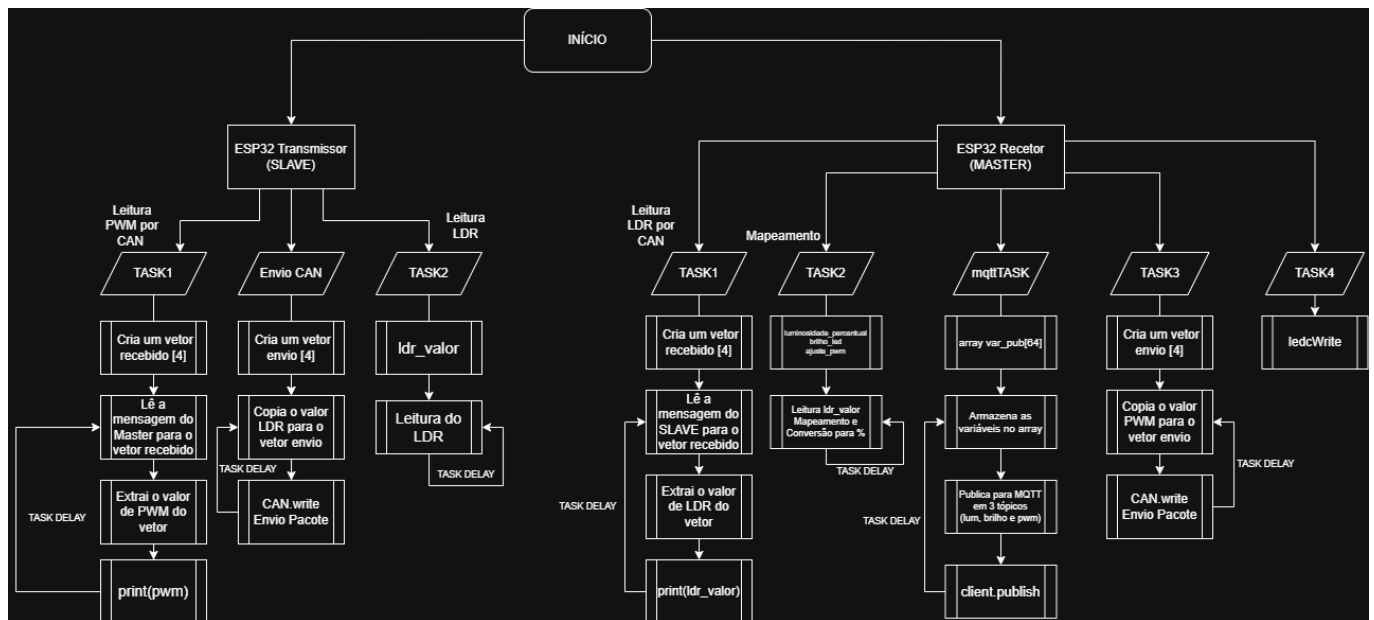 INÍCIO
ESP32 Transmissor
(SLAVE)
ESP32 Recetor
(MASTER)
Leitura
PWM por
CAN
Leitura
LDR
Leitura
LDR por
CAN
Mapeamento
TASK1
Envio CAN
TASK2
TASK1
TASK2
mqttTASK
TASK3
TASK4
Cria um vetor
recebido [4]
Cria um vetor
envio [4]
ldr_valor
Cria um vetor
recebido [4]
luminosidade_percentual
brilho_led
ajuste_pwm
array var_pub[64]
Cria um vetor
envio [4]
ledcWrite
Lê a
mensagem do
Master para o
vetor recebido
Copia o valor
LDR para o
vetor envio
Leitura do
LDR
Lê a
mensagem do
SLAVE para o
vetor recebido
Leitura ldr_valor
Mapeamento e
Conversão para %
Armazena as
variáveis no array
Copia o valor
PWM para o
vetor envio
TASK DELAY
TASK DELAY
TASK DELAY
TASK DELAY
Extrai o valor
de PWM do
vetor
CAN.write
Envio Pacote
Extrai o valor
de LDR do
vetor
Publica para MQTT
em 3 tópicos
(lum, brilho e pwm)
CAN.write
Envio Pacote
TASK DELAY
TASK DELAY
TASK DELAY
print(pwm)
print(ldr_valor)
client.publish